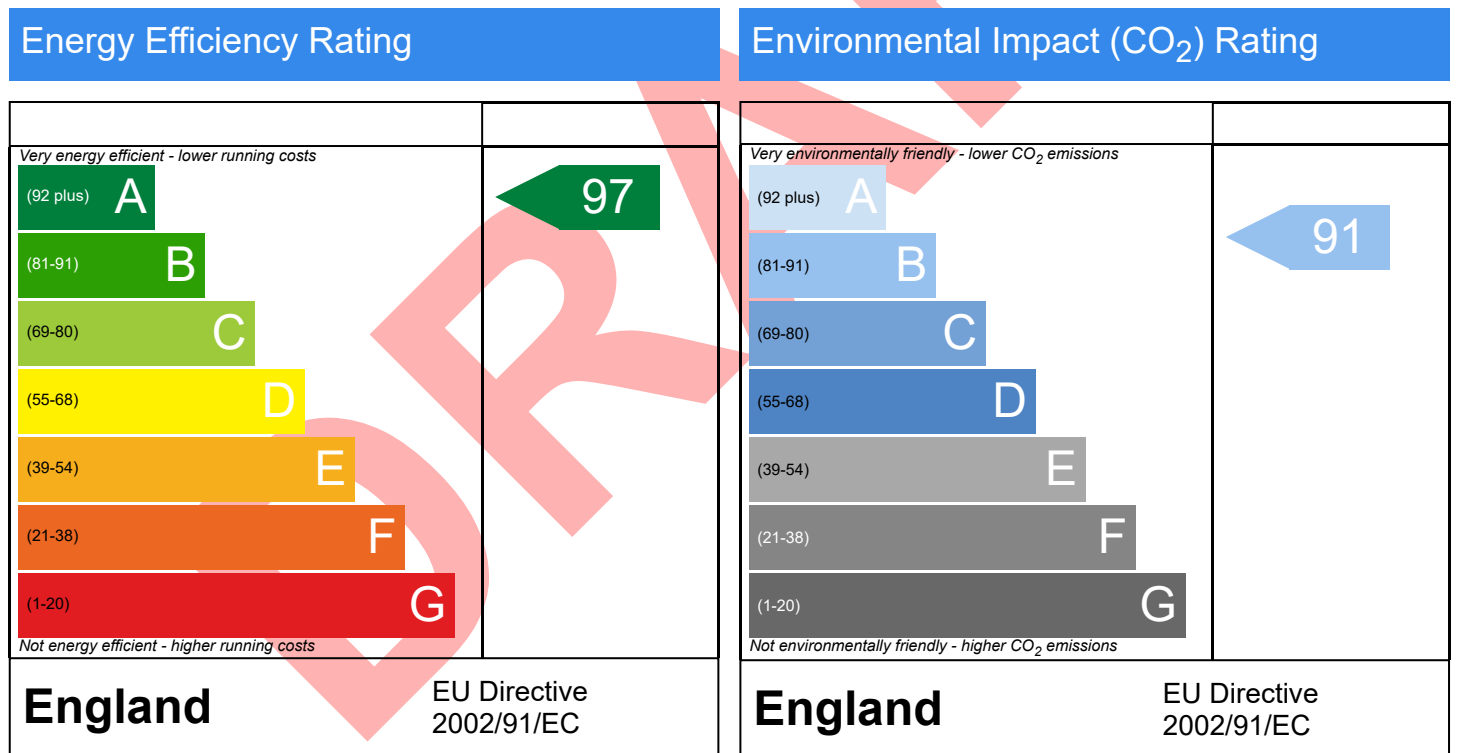 Energy Efficiency Rating
Very energy efficient - lower running costs
(92 plus) A
97
(81-91) B
(69-80) C
(55-68) D
(39-54) E
(21-38) F
(1-20) G
Not energy efficient - higher running costs
England
EU Directive
2002/91/EC
Environmental Impact (CO₂) Rating
Very environmentally friendly - lower CO₂ emissions
(92 plus) A
91
(81-91) B
(69-80) C
(55-68) D
(39-54) E
(21-38) F
(1-20) G
Not environmentally friendly - higher CO₂ emissions
England
EU Directive
2002/91/EC